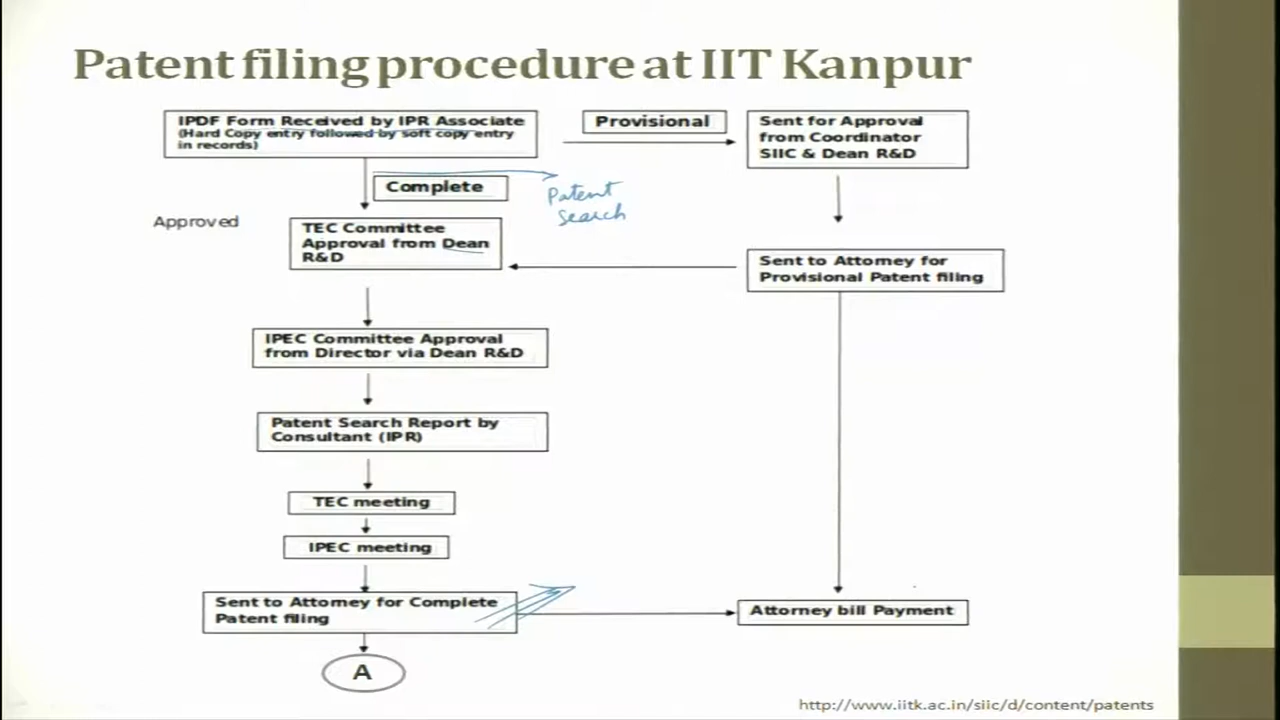 Patent filing procedure at IIT Kanpur
IPDF Form Received by IPR Associate
(Hard Copy entry followed by soft copy entry
in records)
Provisional
Sent for Approval
from Coordinator
SIIC & Dean R&D
Complete
Patent
Search
Approved
TEC Committee
Approval from Dean
R&D
Sent to Attorney for
Provisional Patent filing
IPEC Committee Approval
from Director via Dean R&D
Patent Search Report by
Consultant (IPR)
TEC meeting
IPEC meeting
Sent to Attorney for Complete
Patent filing
Attorney bill Payment
A
http://www.iitk.ac.in/siic/d/content/patents